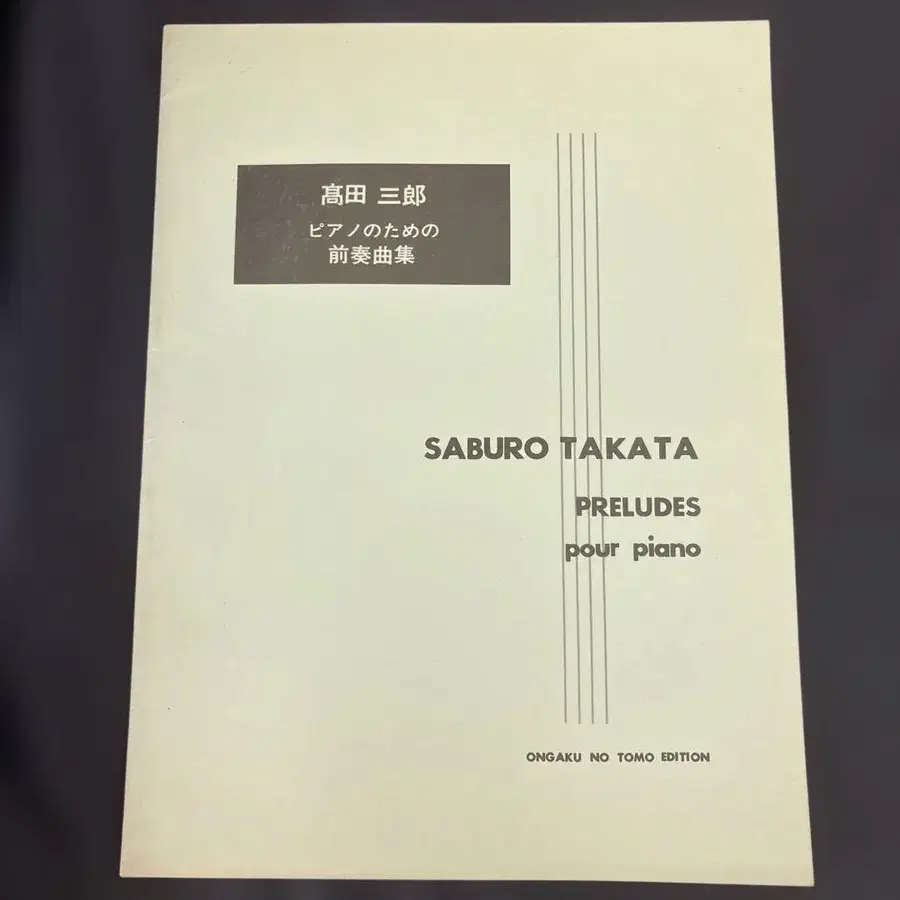 髙田 三郎
ピアノのための
前奏曲集
SABURO TAKATA
PRELUDES
pour piano
ONGAKU NO TOMO EDITION